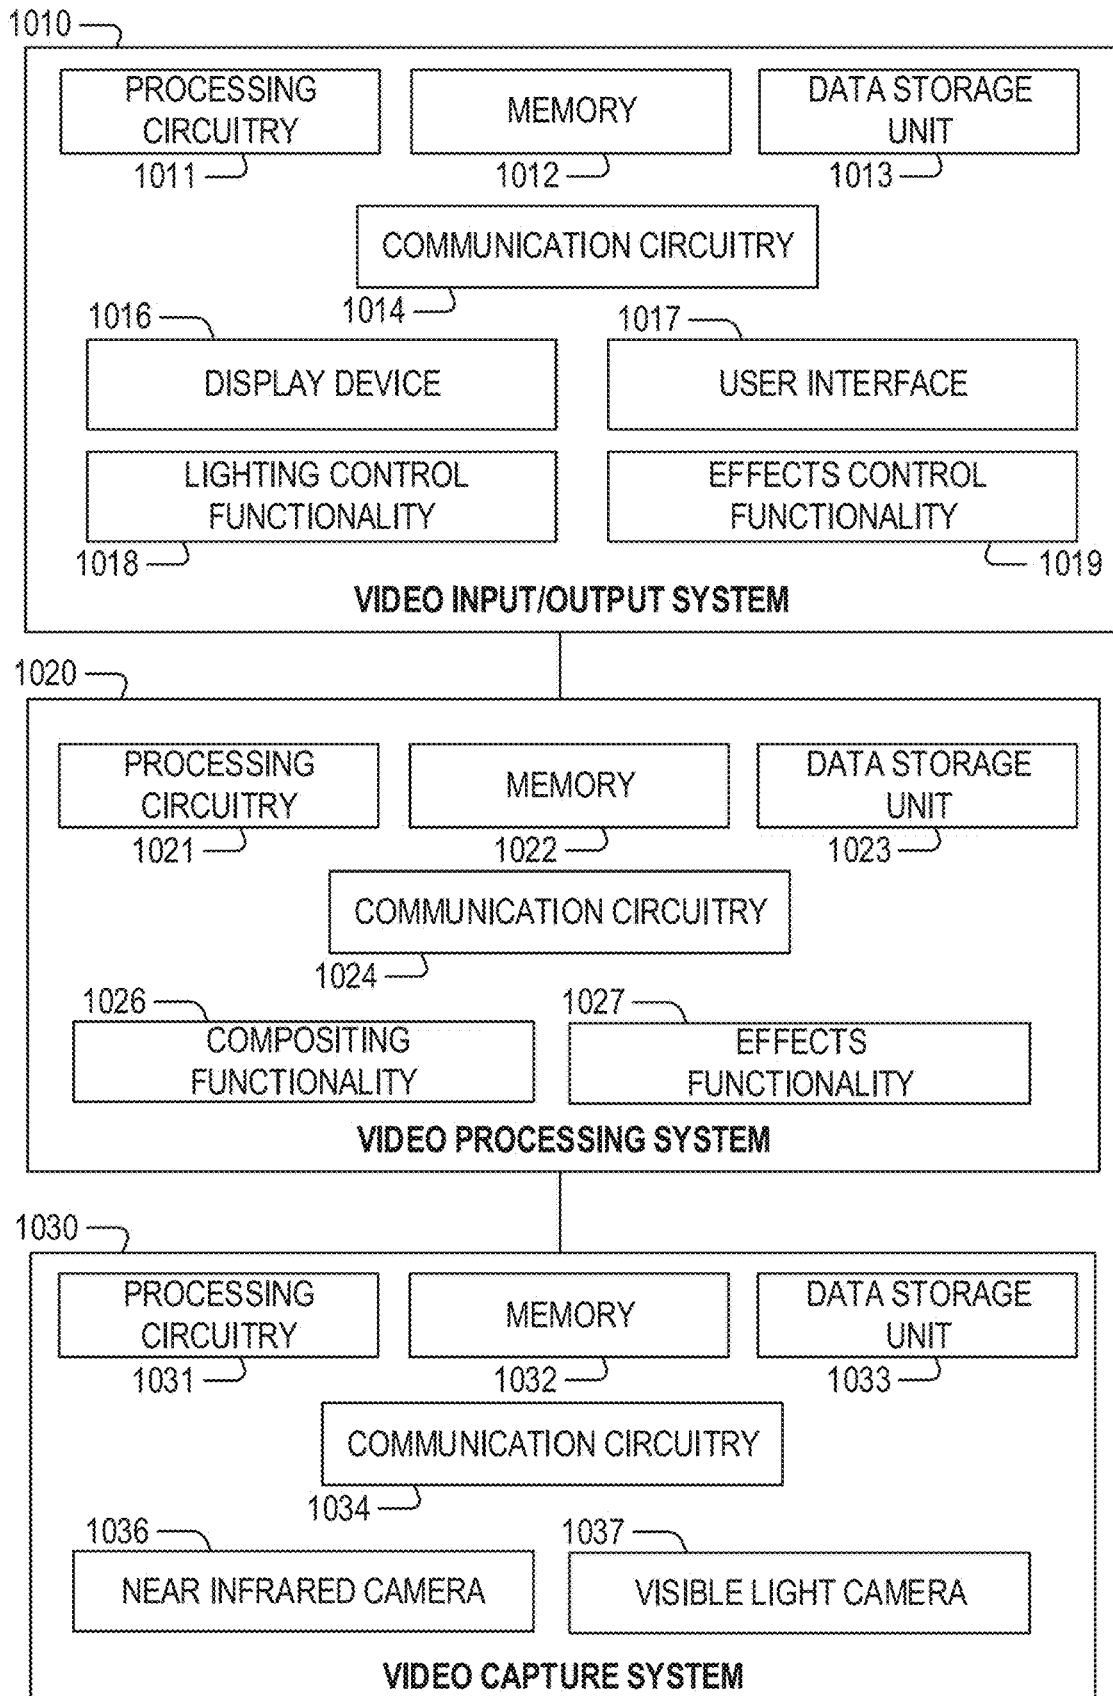 1010
PROCESSING
CIRCUITRY
1011
MEMORY
1012
DATA STORAGE
UNIT
1013
COMMUNICATION CIRCUITRY
1014
1016
DISPLAY DEVICE
1017
USER INTERFACE
LIGHTING CONTROL
FUNCTIONALITY
1018
EFFECTS CONTROL
FUNCTIONALITY
1019
VIDEO INPUT/OUTPUT SYSTEM
1020
PROCESSING
CIRCUITRY
1021
MEMORY
1022
DATA STORAGE
UNIT
1023
COMMUNICATION CIRCUITRY
1024
1026
COMPOSITING
FUNCTIONALITY
1027
EFFECTS
FUNCTIONALITY
VIDEO PROCESSING SYSTEM
1030
PROCESSING
CIRCUITRY
1031
MEMORY
1032
DATA STORAGE
UNIT
1033
COMMUNICATION CIRCUITRY
1034
1036
NEAR INFRARED CAMERA
1037
VISIBLE LIGHT CAMERA
VIDEO CAPTURE SYSTEM